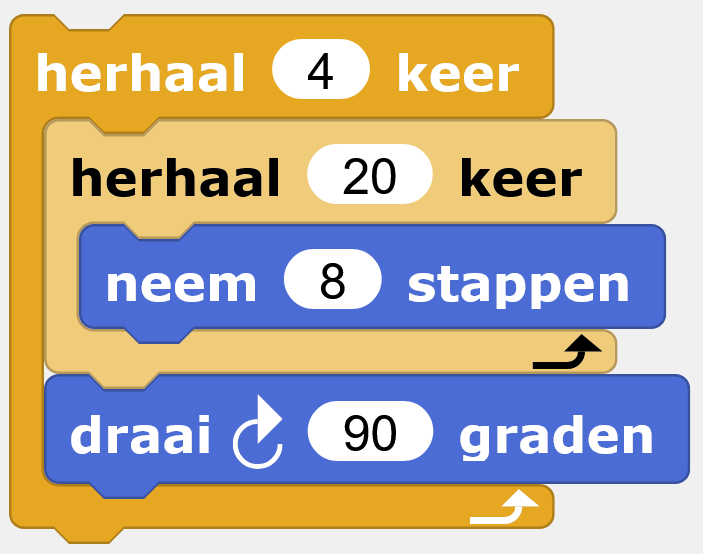 herhaal 4 keer
herhaal 20 keer
neem 8 stappen
draai 90 graden